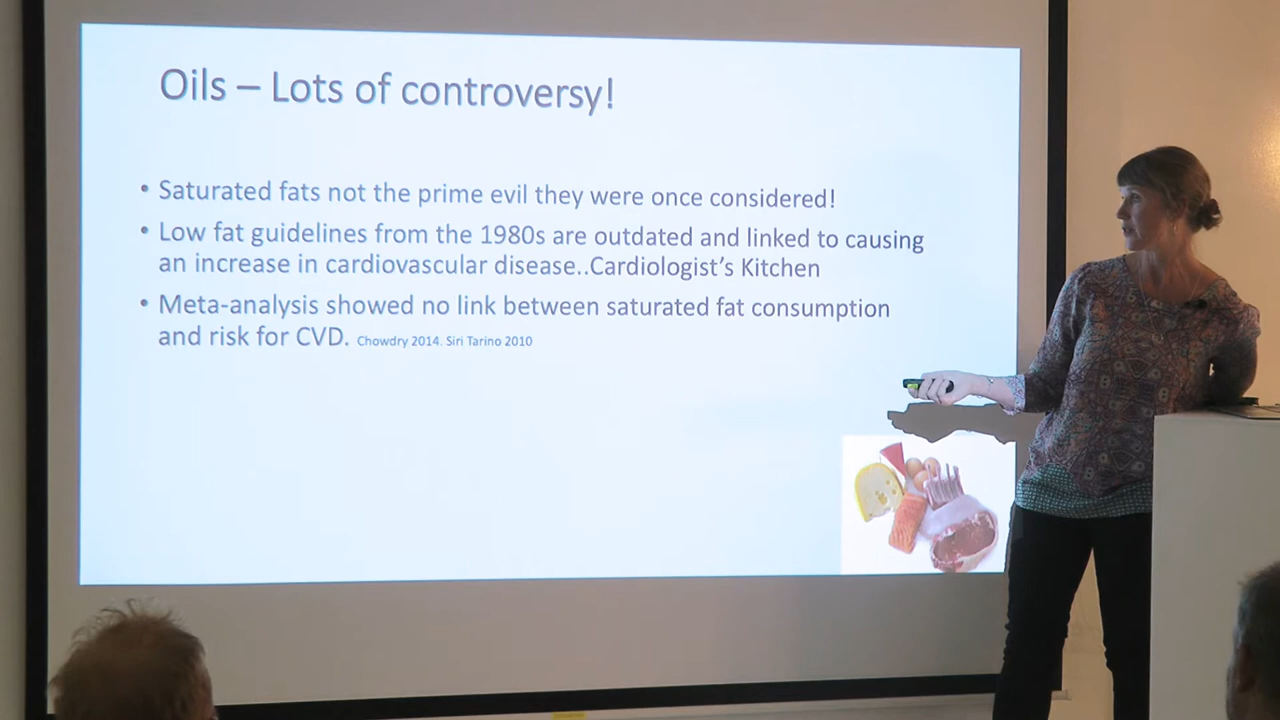 Oils – Lots of controversy!
• Saturated fats not the prime evil they were once considered!
• Low fat guidelines from the 1980s are outdated and linked to causing
an increase in cardiovascular disease..Cardiologist’s Kitchen
• Meta-analysis showed no link between saturated fat consumption
and risk for CVD. Chowdry 2014. Siri Tarino 2010